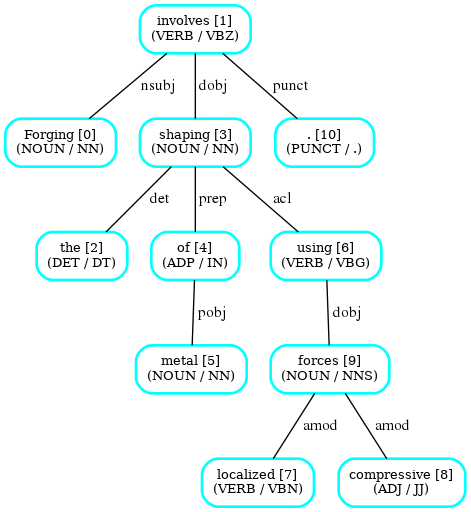 involves [1]
(VERB / VBZ)
nsubj
dobj
punct
Forging [0]
(NOUN / NN)
shaping [3]
(NOUN / NN)
. [10]
(PUNCT / .)
det
prep
acl
the [2]
(DET / DT)
of [4]
(ADP / IN)
using [6]
(VERB / VBG)
pobj
dobj
metal [5]
(NOUN / NN)
forces [9]
(NOUN / NNS)
amod
amod
localized [7]
(VERB / VBN)
compressive [8]
(ADJ / JJ)